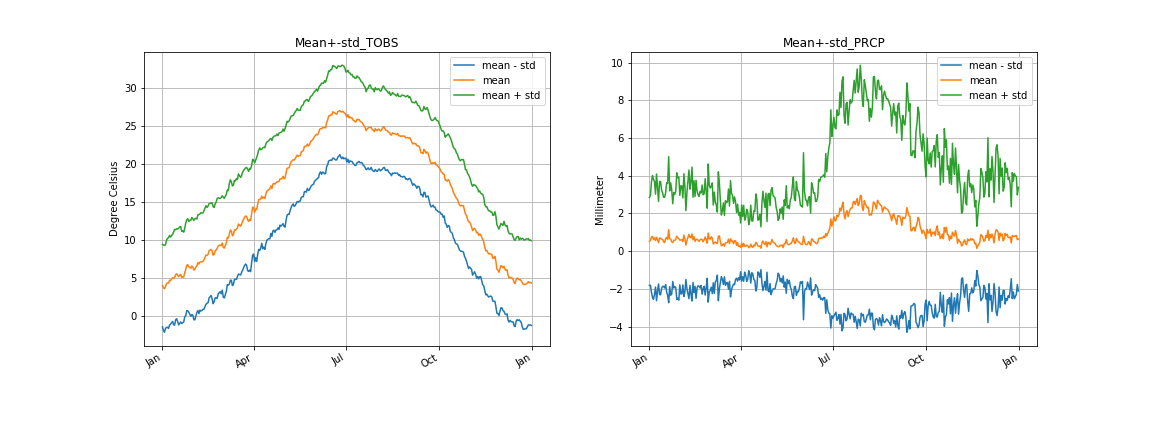 Mean+-std_TOBS
mean - std
mean
mean + std
30
25
20
15
10
5
0
Degree Celsius
Jan
Apr
Jul
Oct
Jan
Mean+-std_PRCP
mean - std
mean
mean + std
10
8
6
4
2
0
−2
−4
Millimeter
Jan
Apr
Jul
Oct
Jan